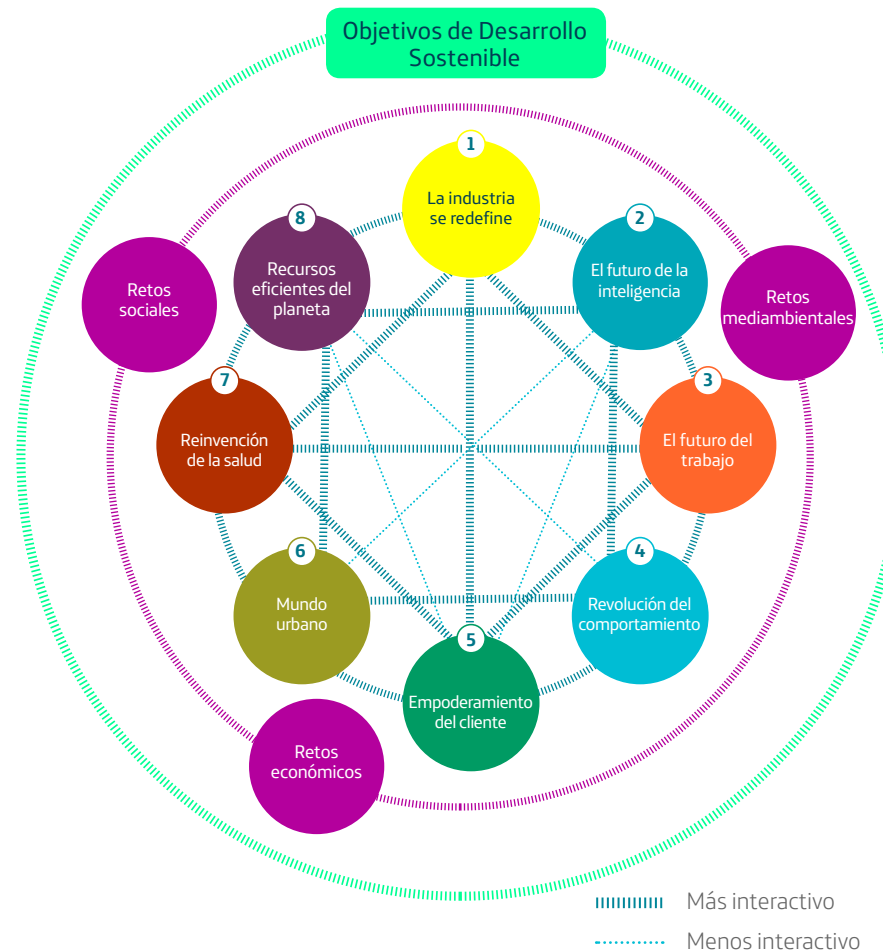 Objetivos de Desarrollo
Sostenible
1
La industria
se redefine
2
El futuro de la
inteligencia
3
El futuro del
trabajo
4
Revolución del
comportamiento
5
Empoderamiento
del cliente
6
Mundo
urbano
7
Reinvención
de la salud
8
Recursos
eficientes del
planeta
Retos
sociales
Retos
mediambientales
Retos
económicos
Más interactivo
Menos interactivo